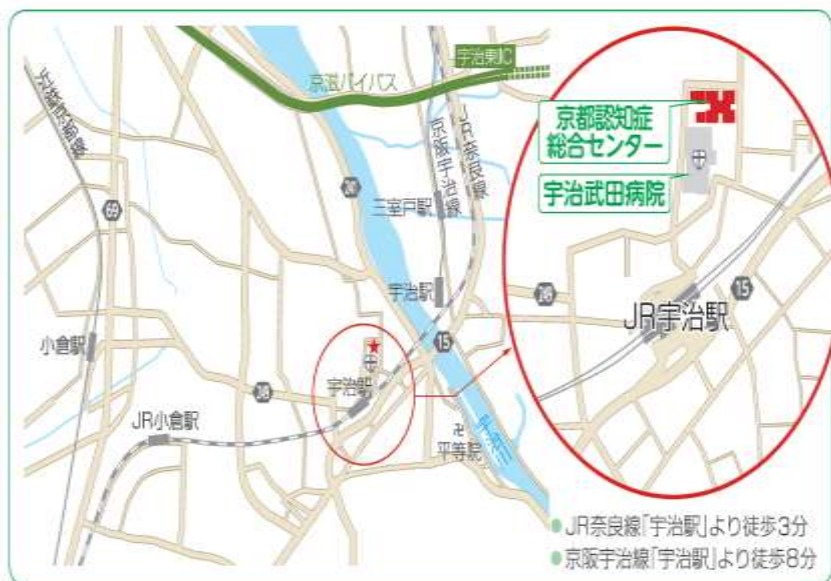 宇治東IC
京滋バイパス
近鉄京都線
JR奈良線
京阪宇治線
京都認知症
総合センター
宇治武田病院
69
三室戸駅
宇治駅
15
小倉駅
宇治駅
JR小倉駅
宇治川
平等院
15
JR宇治駅
●JR奈良線「宇治駅」より徒歩3分
●京阪宇治線「宇治駅」より徒歩8分